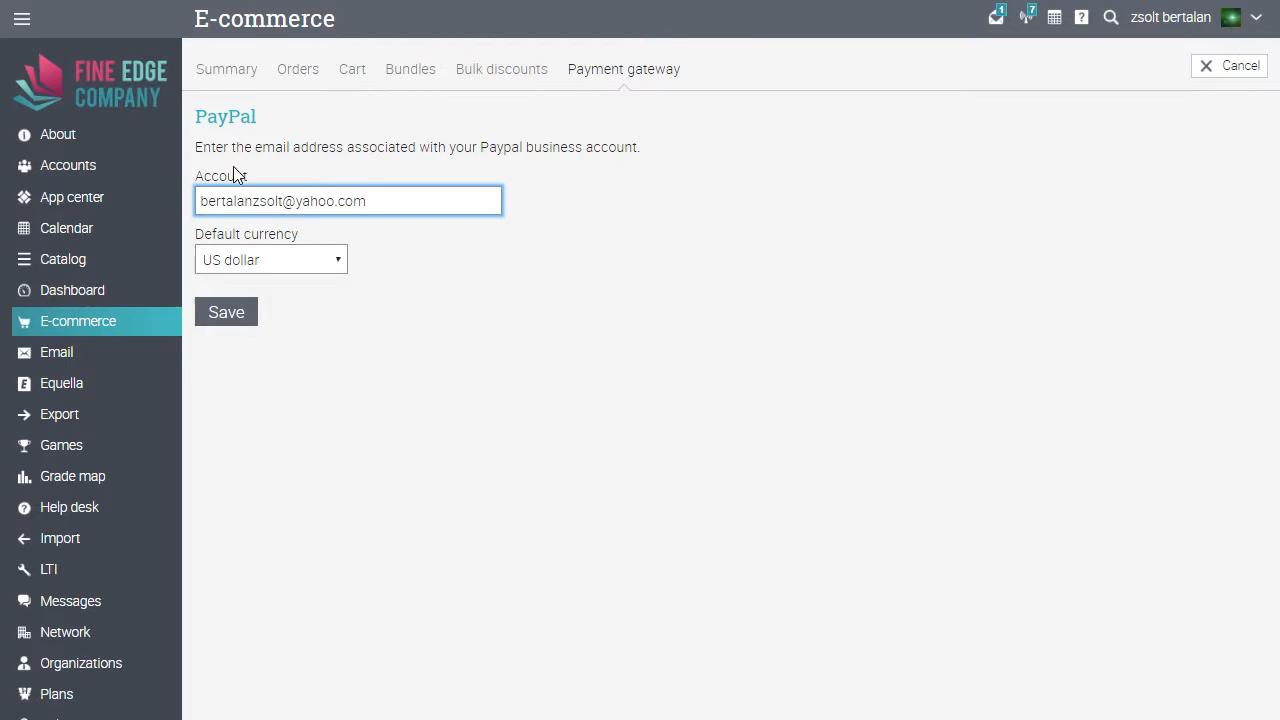 E-commerce
1
7
zsolt bertalan
FINE EDGE
COMPANY
Summary
Orders
Cart
Bundles
Bulk discounts
Payment gateway
Cancel
PayPal
Enter the email address associated with your Paypal business account.
Account
bertalanzsolt@yahoo.com
Default currency
US dollar
Save
About
Accounts
App center
Calendar
Catalog
Dashboard
E-commerce
Email
Equella
Export
Games
Grade map
Help desk
Import
LTI
Messages
Network
Organizations
Plans